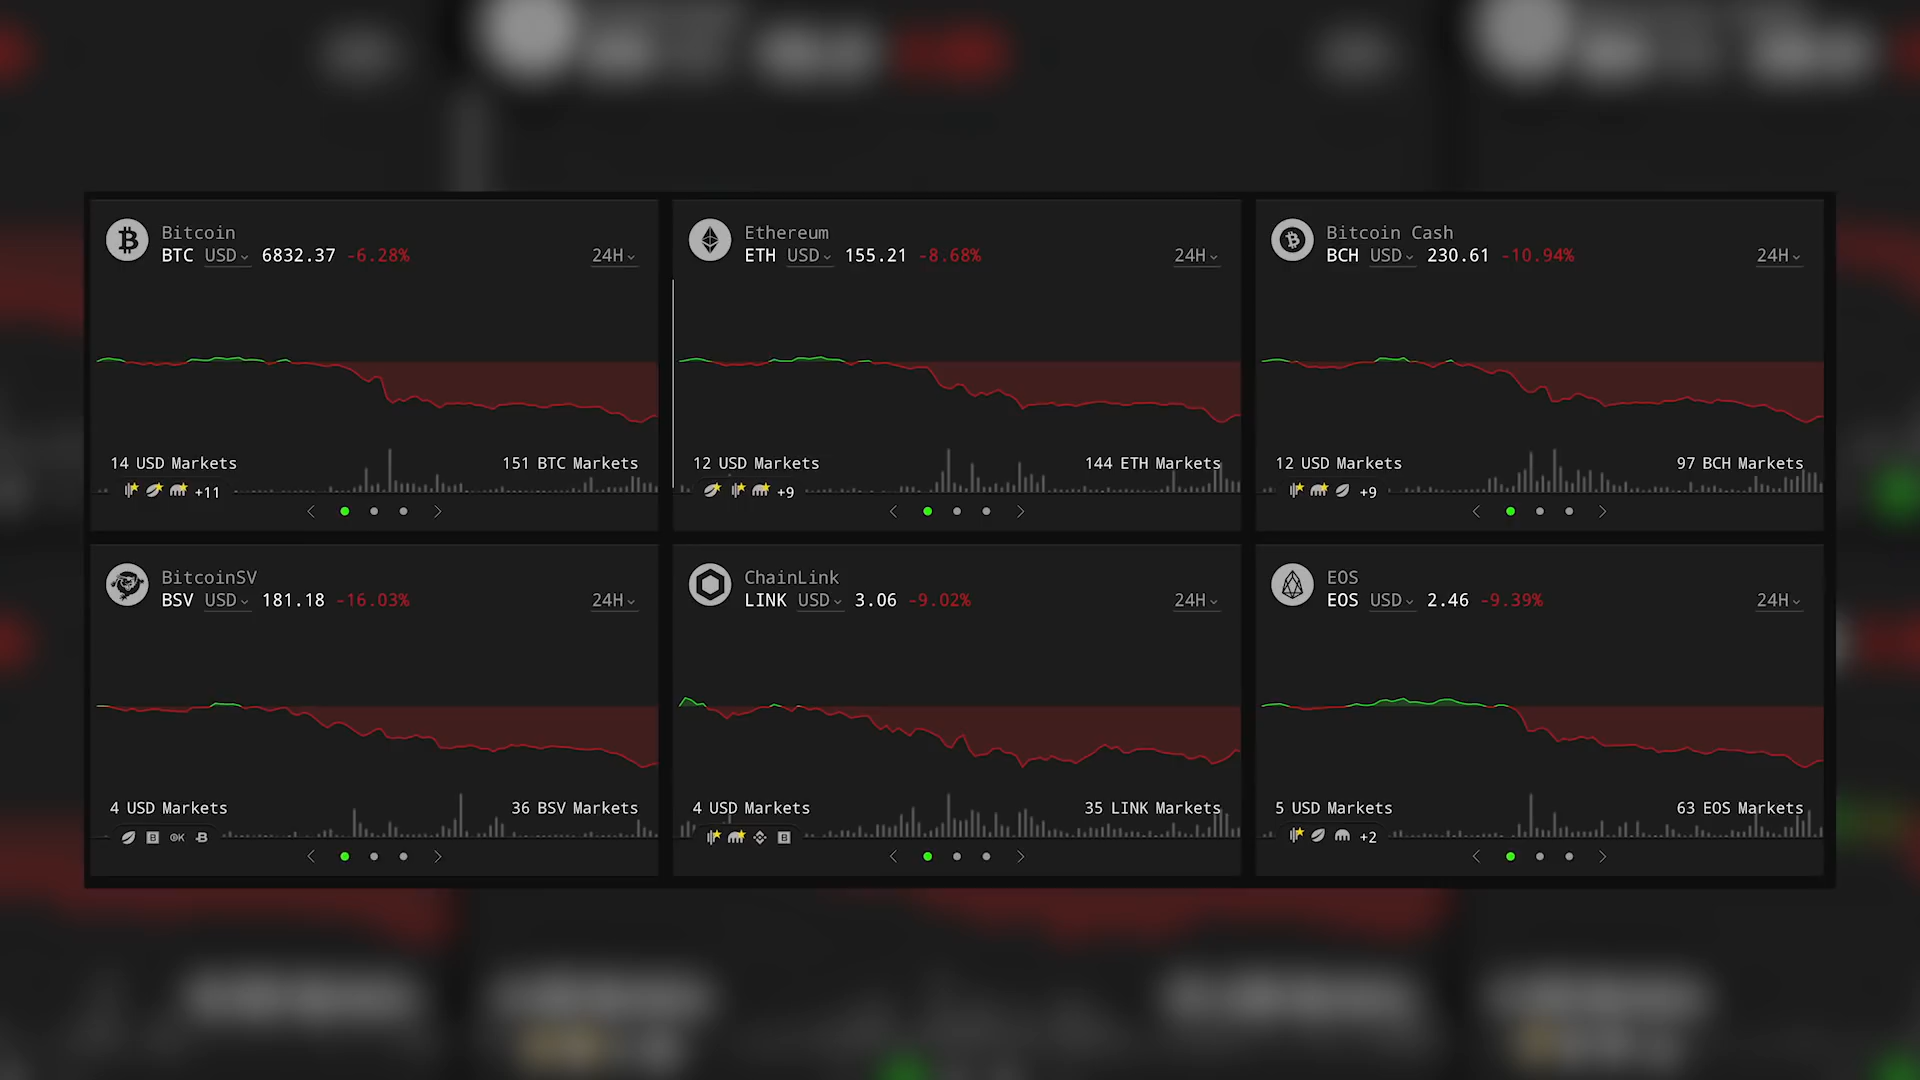 Bitcoin
BTC USD 6832.37 -6.28% 24H
14 USD Markets 151 BTC Markets
+11
Ethereum
ETH USD 155.21 -8.68% 24H
12 USD Markets 144 ETH Markets
+9
Bitcoin Cash
BCH USD 230.61 -10.94% 24H
12 USD Markets 97 BCH Markets
+9
BitcoinSV
BSV USD 181.18 -16.03% 24H
4 USD Markets 36 BSV Markets
OK
ChainLink
LINK USD 3.06 -9.02% 24H
4 USD Markets 35 LINK Markets
EOS
EOS USD 2.46 -9.39% 24H
5 USD Markets 63 EOS Markets
+2